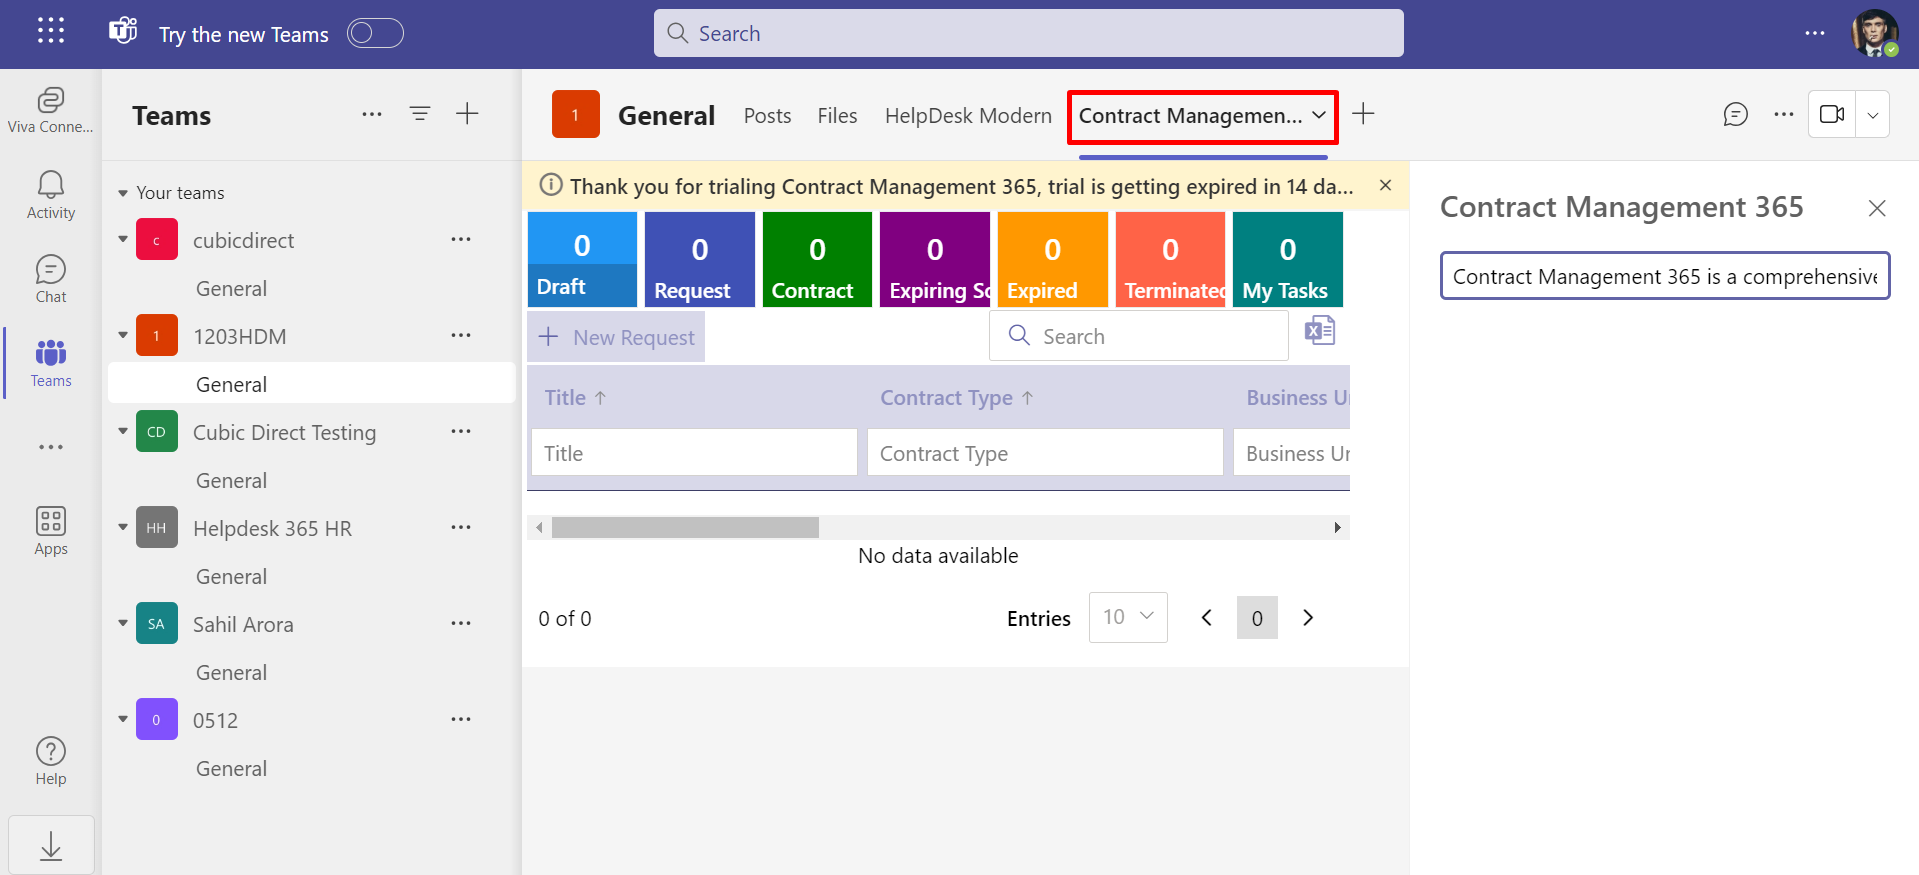 Try the new Teams
Search
Viva Conne...
Activity
Chat
Teams
Apps
Help
Teams
Your teams
c cubicdirect
General
1 1203HDM
General
CD Cubic Direct Testing
General
HH Helpdesk 365 HR
General
SA Sahil Arora
General
0 0512
General
1 General Posts Files HelpDesk Modern Contract Managemen...
Thank you for trialing Contract Management 365, trial is getting expired in 14 da...
0 Draft
0 Request
0 Contract
0 Expiring So
0 Expired
0 Terminated
0 My Tasks
New Request
Search
Title Contract Type Business U
Title Contract Type Business Un
No data available
0 of 0 Entries 10 0
Contract Management 365
Contract Management 365 is a comprehensive